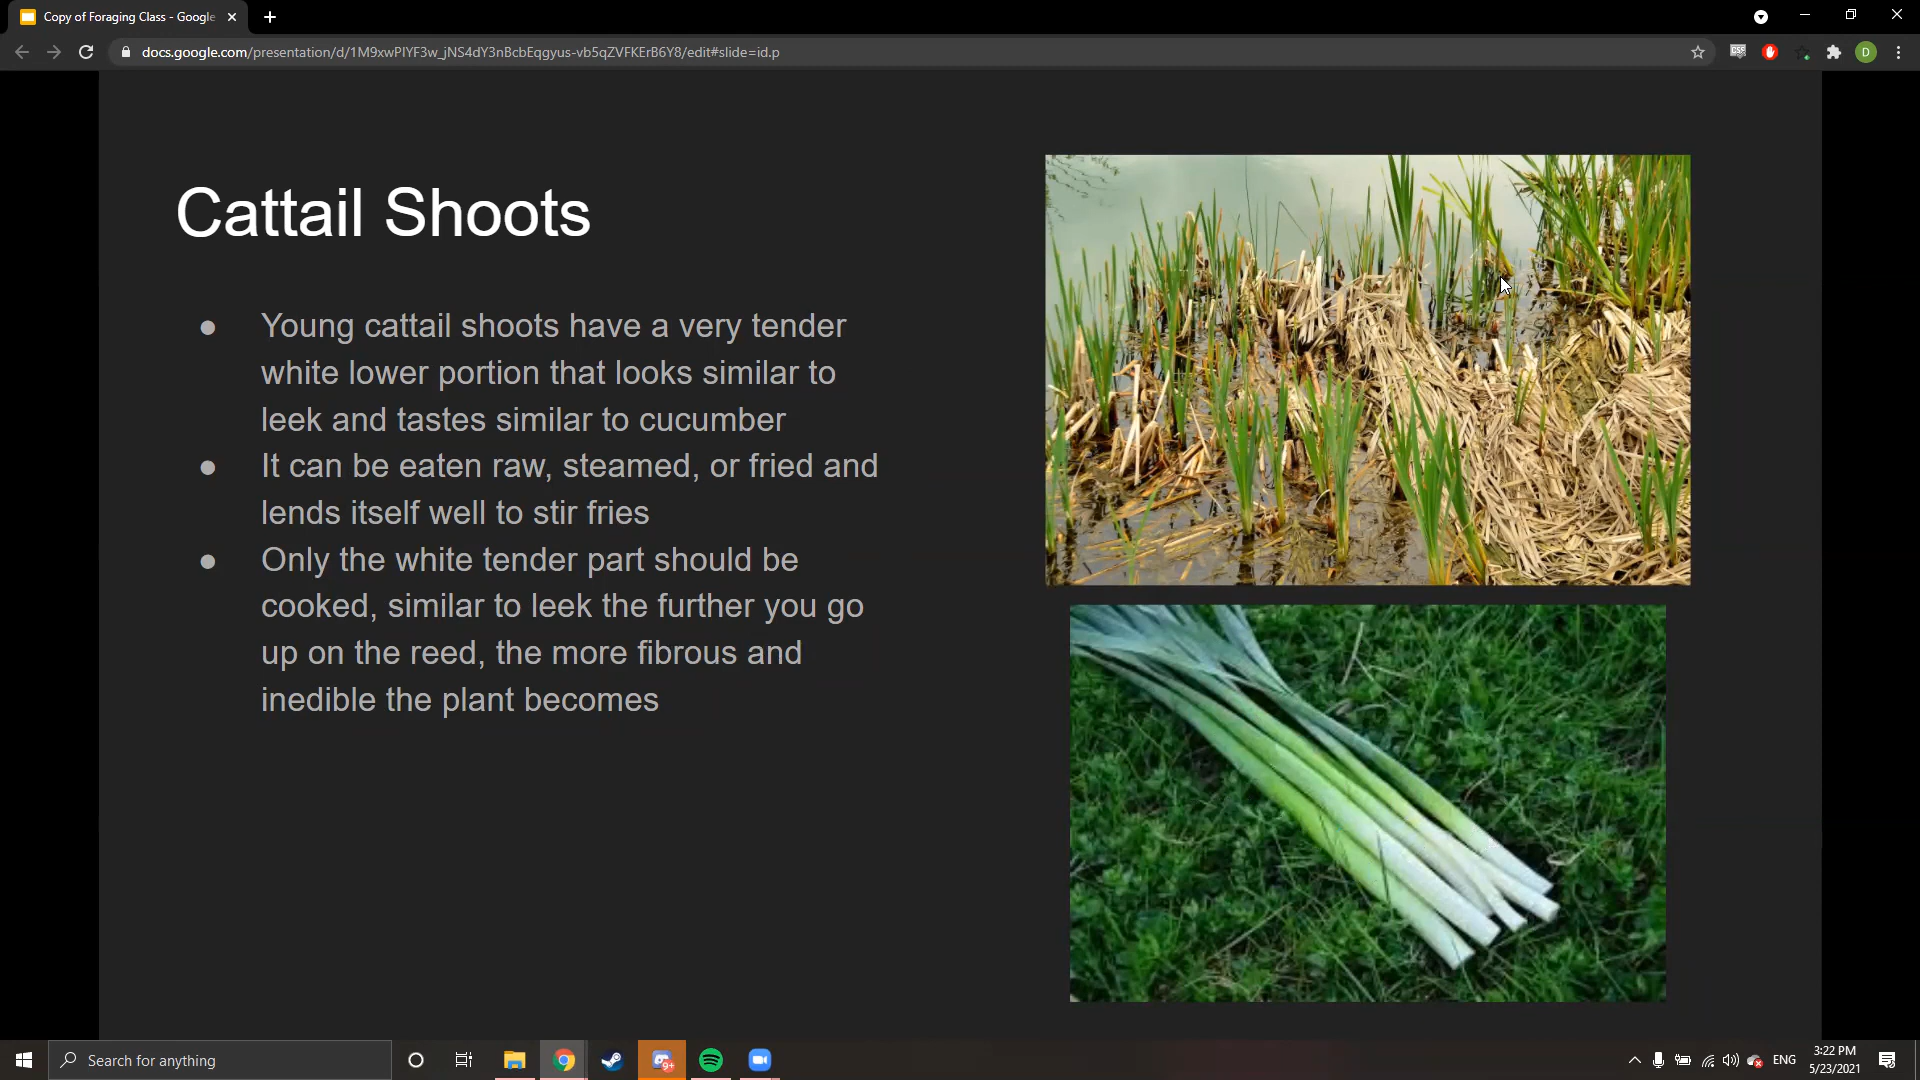 Copy of Foraging Class - Google
docs.google.com/presentation/d/1M9xwPIYF3w_jNS4dY3nBcbEqgyus-vb5qZVFKErB6Y8/edit#slide=id.p
CSP
D
Cattail Shoots
● Young cattail shoots have a very tender
white lower portion that looks similar to
leek and tastes similar to cucumber
● It can be eaten raw, steamed, or fried and
lends itself well to stir fries
● Only the white tender part should be
cooked, similar to leek the further you go
up on the reed, the more fibrous and
inedible the plant becomes
Search for anything
9+
ENG
3:22 PM
5/23/2021